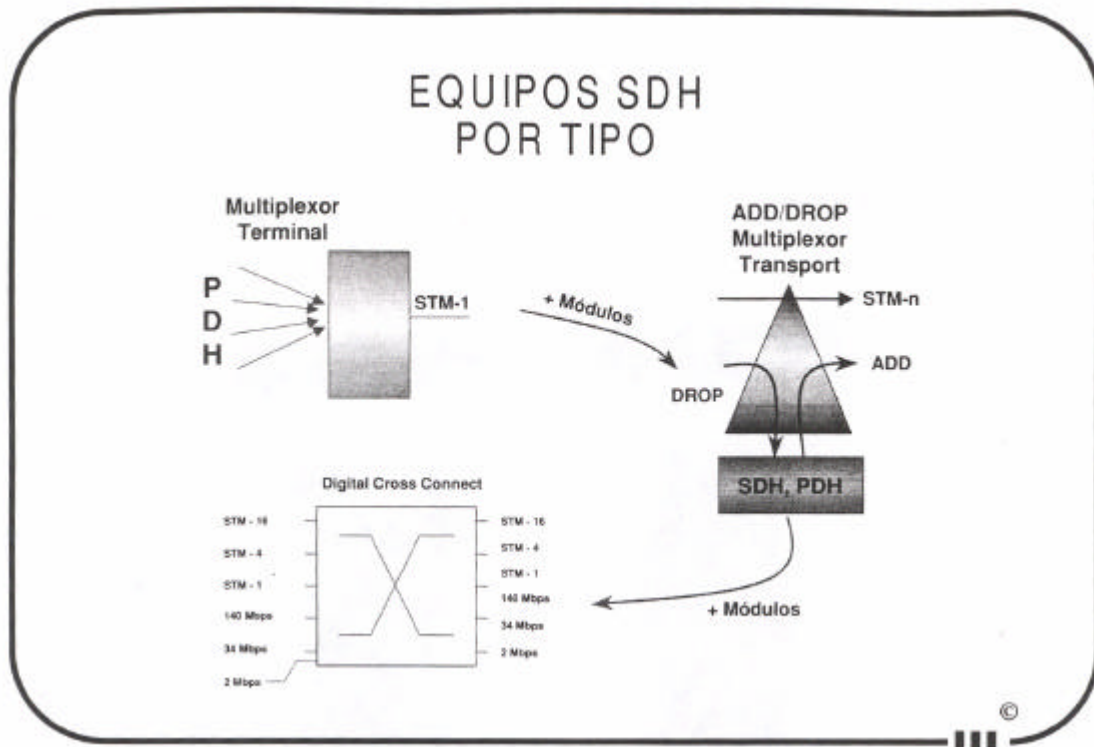 EQUIPOS SDH
POR TIPO
Multiplexor
Terminal
P
D
H
STM-1
+ Módulos
ADD/DROP
Multiplexor
Transport
STM-n
ADD
DROP
SDH, PDH
+ Módulos
Digital Cross Connect
STM - 16
STM - 4
STM - 1
140 Mbps
34 Mbps
2 Mbps
STM - 16
STM - 4
STM - 1
140 Mbps
34 Mbps
2 Mbps
©